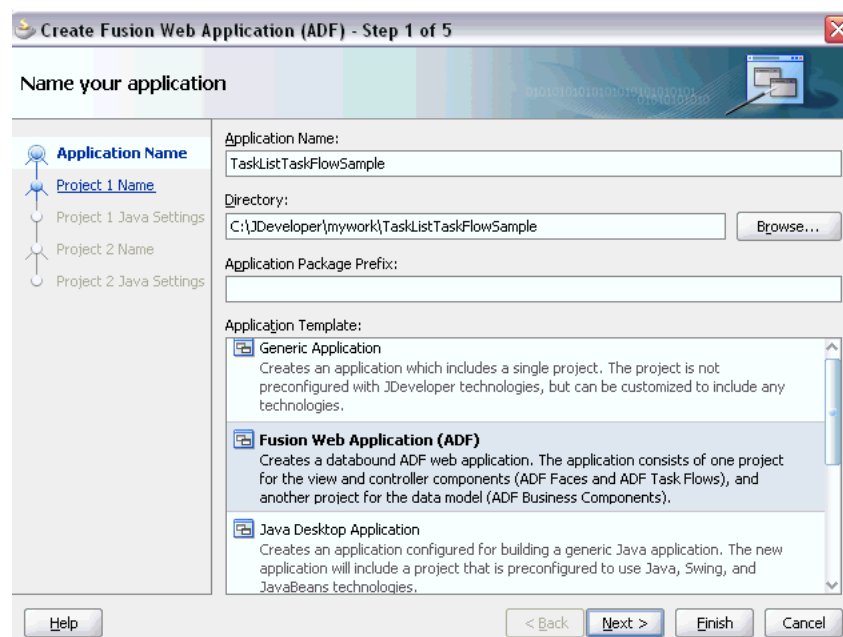 Create Fusion Web Application (ADF) - Step 1 of 5
Name your application
Application Name
Project 1 Name
Project 1 Java Settings
Project 2 Name
Project 2 Java Settings
Application Name:
TaskListTaskFlowSample
Directory:
C:\JDeveloper\mywork\TaskListTaskFlowSample
Browse...
Application Package Prefix:
Application Template:
Generic Application
Creates an application which includes a single project. The project is not
preconfigured with JDeveloper technologies, but can be customized to include any
technologies.
Fusion Web Application (ADF)
Creates a databound ADF web application. The application consists of one project
for the view and controller components (ADF Faces and ADF Task Flows), and
another project for the data model (ADF Business Components).
Java Desktop Application
Creates an application configured for building a generic Java application. The new
application will include a project that is preconfigured to use Java, Swing, and
JavaBeans technologies.
Help
< Back
Next >
Finish
Cancel